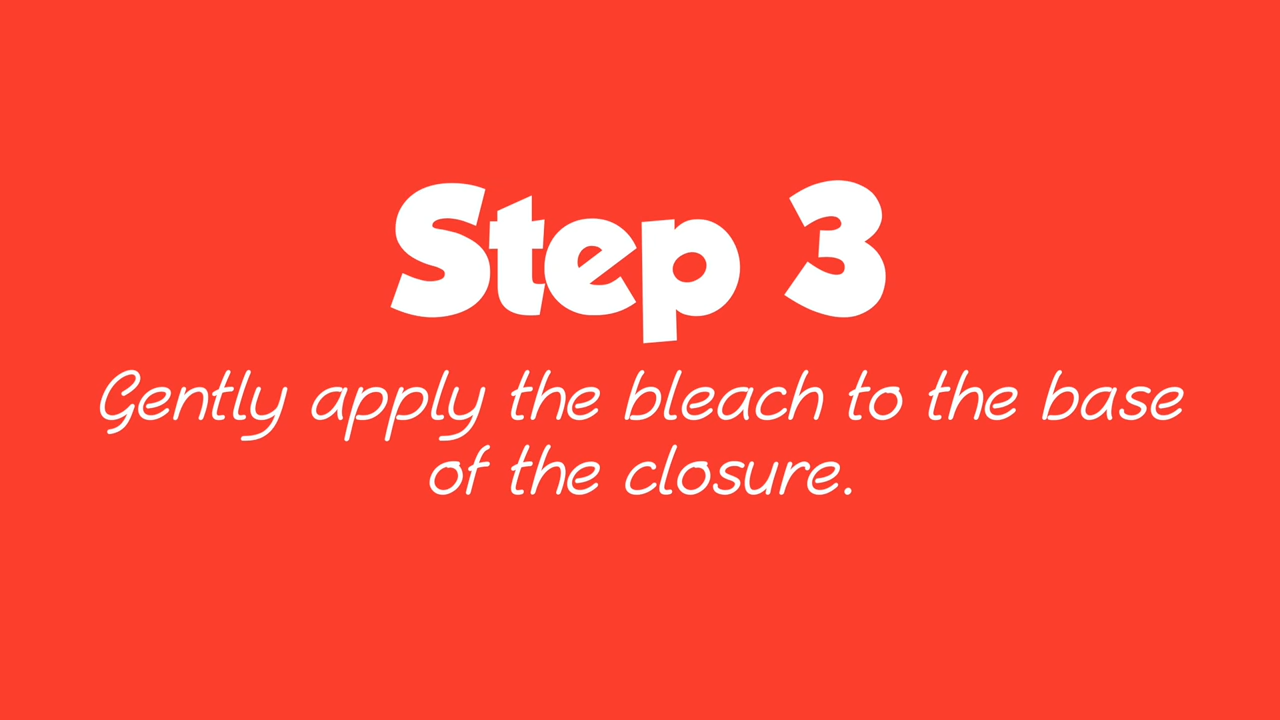 Step 3
Gently apply the bleach to the base
of the closure.